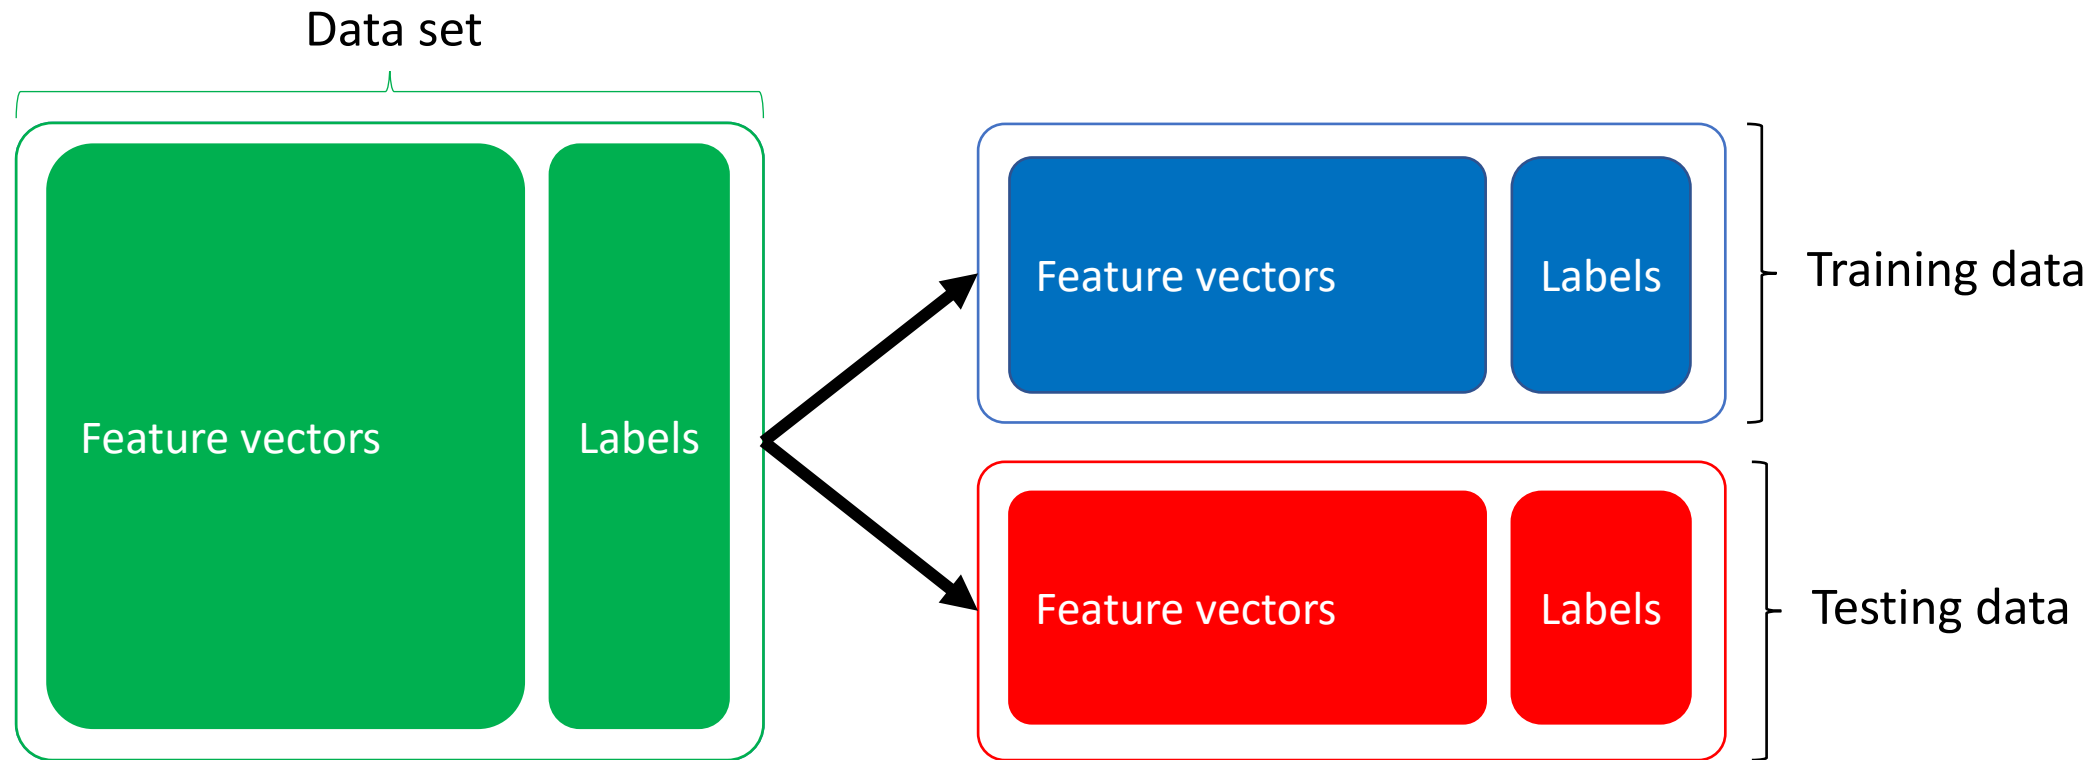 Data set
Feature vectors
Labels
Feature vectors
Labels
Training data
Feature vectors
Labels
Testing data